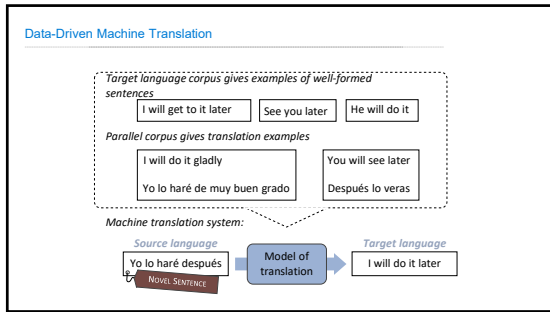 Data-Driven Machine Translation
Target language corpus gives examples of well-formed
sentences
I will get to it later
See you later
He will do it
Parallel corpus gives translation examples
I will do it gladly
Yo lo haré de muy buen grado
You will see later
Después lo veras
Machine translation system:
Source language
Target language
Yo lo haré después
Model of
translation
I will do it later
NOVEL SENTENCE